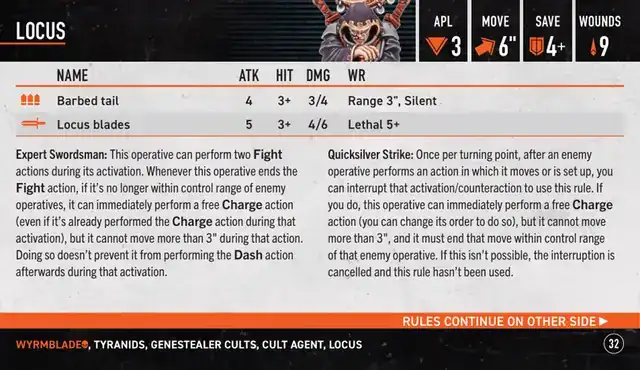 LOCUS
APL
3
MOVE
6"
SAVE
4+
WOUNDS
9
NAME ATK HIT DMG WR
Barbed tail 4 3+ 3/4 Range 3", Silent
Locus blades 5 3+ 4/6 Lethal 5+
Expert Swordsman: This operative can perform two Fight
actions during its activation. Whenever this operative ends the
Fight action, if it's no longer within control range of enemy
operatives, it can immediately perform a free Charge action
(even if it's already performed the Charge action during that
activation), but it cannot move more than 3" during that action.
Doing so doesn't prevent it from performing the Dash action
afterwards during that activation.
Quicksilver Strike: Once per turning point, after an enemy
operative performs an action in which it moves or is set up, you
can interrupt that activation/counteraction to use this rule. If
you do, this operative can immediately perform a free Charge
action (you can change its order to do so), but it cannot move
more than 3", and it must end that move within control range
of that enemy operative. If this isn't possible, the interruption is
cancelled and this rule hasn't been used.
RULES CONTINUE ON OTHER SIDE ▶
WYRMBLADE, TYRANIDS, GENESTEALER CULTS, CULT AGENT, LOCUS
32